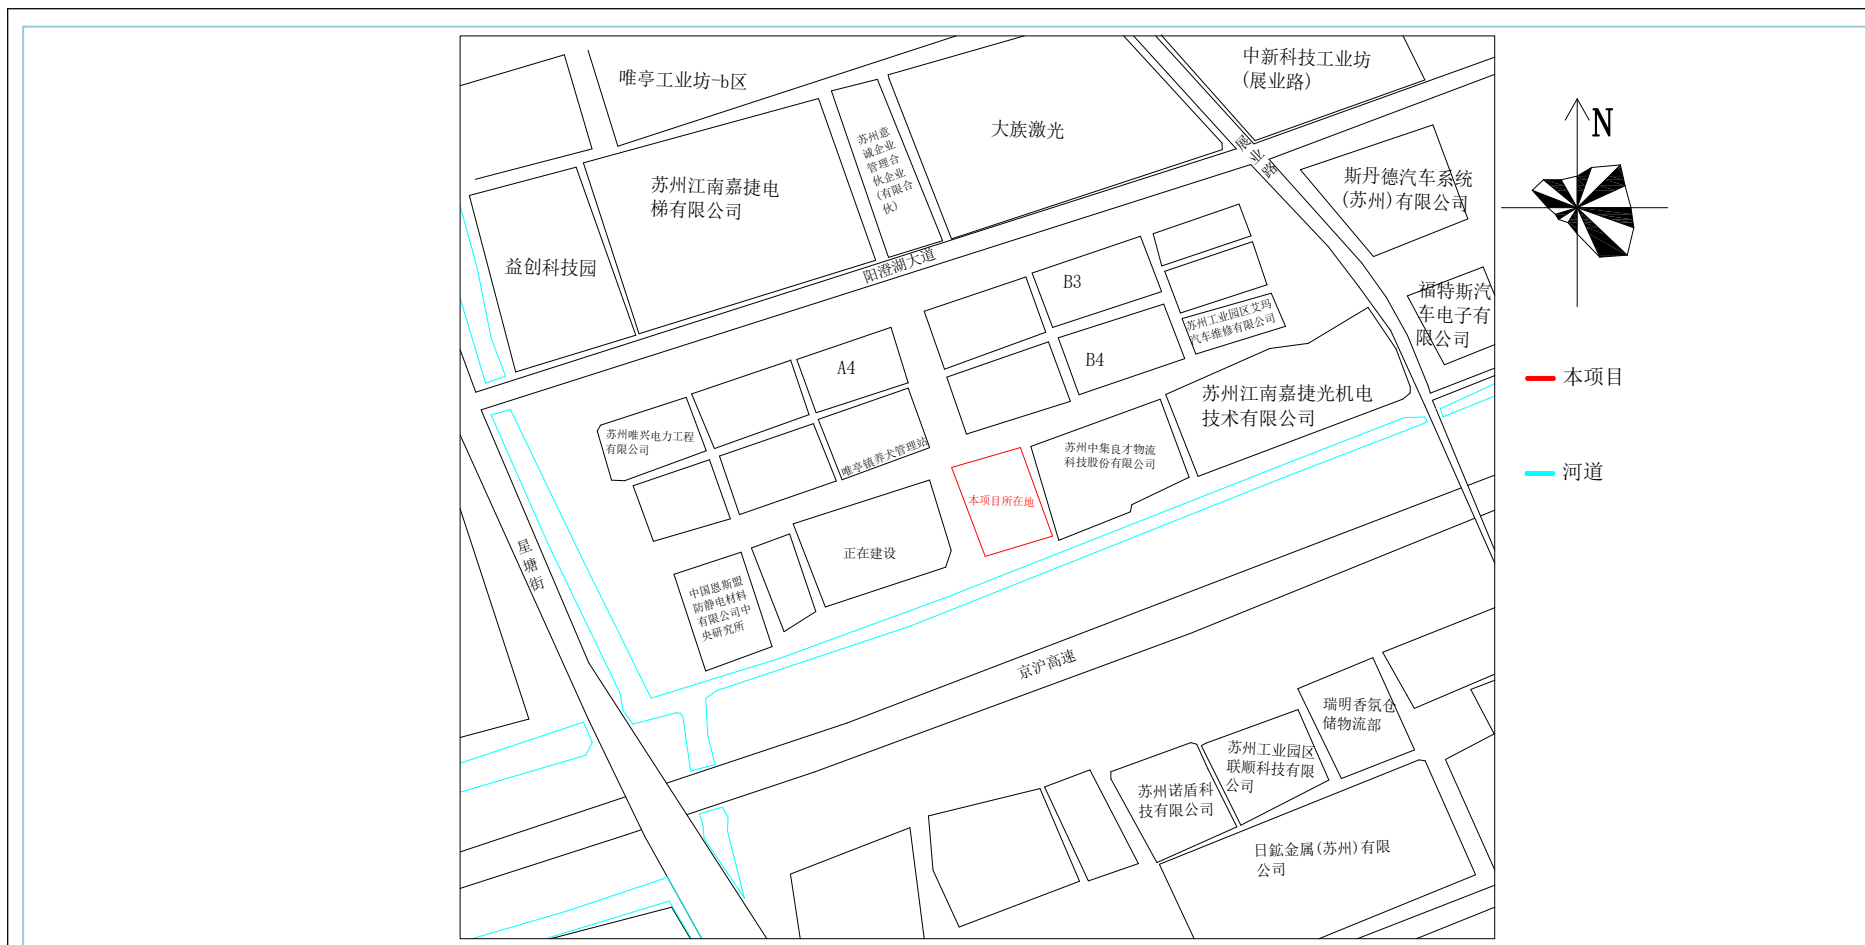 唯亭工业坊-b区
中新科技工业坊
(展业路)
N
苏州意
诚企业
管理合
伙企业
(有限合
伙)
大族激光
展业路
苏州江南嘉捷电
梯有限公司
斯丹德汽车系统
(苏州)有限公司
益创科技园
阳澄湖大道
B3
福特斯汽
车电子有
限公司
苏州工业园区艾玛
汽车维修有限公司
A4
B4
本项目
苏州江南嘉捷光机电
技术有限公司
苏州唯兴电力工程
有限公司
唯亭镇养犬管理站
苏州中集良才物流
科技股份有限公司
河道
本项目所在地
正在建设
星塘街
中国恩斯盟
防静电材料
有限公司中
央研究所
京沪高速
瑞明香氛仓
储物流部
苏州工业园区
联顺科技有限
公司
苏州诺盾科
技有限公司
日鉱金属(苏州)有限
公司